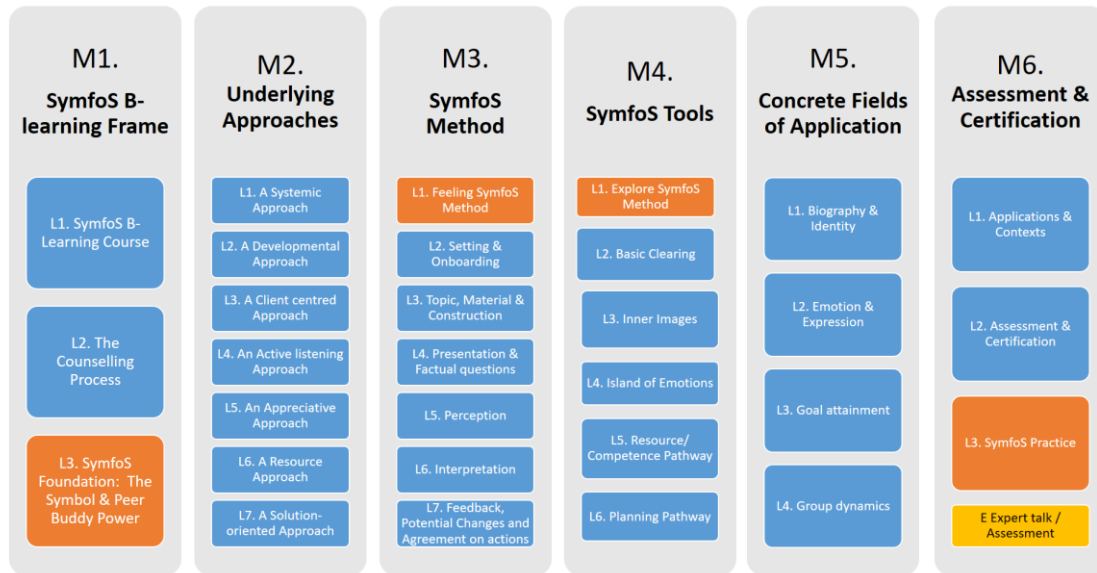 M1.
SymfoS B-
learning Frame
L1. SymfoS B-
Learning Course
L2. The
Counselling
Process
L3. SymfoS
Foundation: The
Symbol & Peer
Buddy Power
M2.
Underlying
Approaches
L1. A Systemic
Approach
L2. A Developmental
Approach
L3. A Client centred
Approach
L4. An Active listening
Approach
L5. An Appreciative
Approach
L6. A Resource
Approach
L7. A Solution-
oriented Approach
M3.
SymfoS
Method
L1. Feeling SymfoS
Method
L2. Setting &
Onboarding
L3. Topic, Material &
Construction
L4. Presentation &
Factual questions
L5. Perception
L6. Interpretation
L7. Feedback,
Potential Changes and
Agreement on actions
M4.
SymfoS Tools
L1. Explore SymfoS
Method
L2. Basic Clearing
L3. Inner Images
L4. Island of Emotions
L5. Resource/
Competence Pathway
L6. Planning Pathway
M5.
Concrete Fields
of Application
L1. Biography &
Identity
L2. Emotion &
Expression
L3. Goal attainment
L4. Group dynamics
M6.
Assessment &
Certification
L1. Applications &
Contexts
L2. Assessment &
Certification
L3. SymfoS Practice
E Expert talk /
Assessment